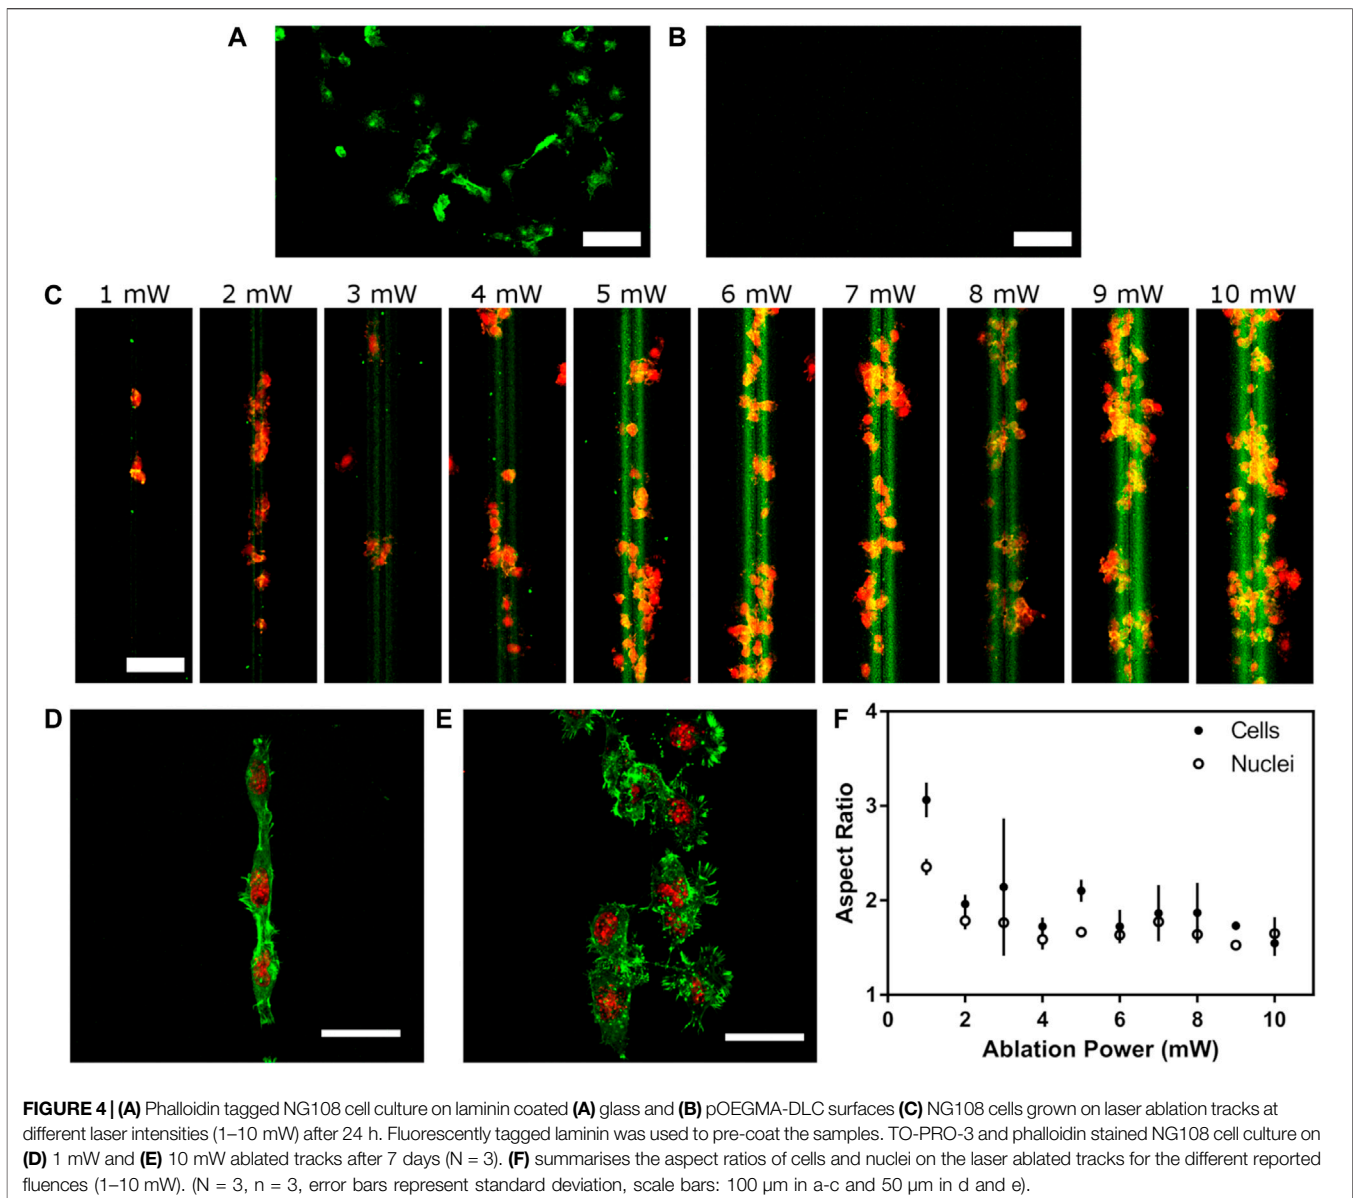 A
B
C
1 mW 2 mW 3 mW 4 mW 5 mW 6 mW 7 mW 8 mW 9 mW 10 mW
D
E
F
4
3
2
1
Aspect Ratio
Cells
Nuclei
0 2 4 6 8 10
Ablation Power (mW)
FIGURE 4 | (A) Phalloidin tagged NG108 cell culture on laminin coated (A) glass and (B) pOEGMA-DLC surfaces (C) NG108 cells grown on laser ablation tracks at
different laser intensities (1–10 mW) after 24 h. Fluorescently tagged laminin was used to pre-coat the samples. TO-PRO-3 and phalloidin stained NG108 cell culture on
(D) 1 mW and (E) 10 mW ablated tracks after 7 days (N = 3). (F) summarises the aspect ratios of cells and nuclei on the laser ablated tracks for the different reported
fluences (1–10 mW). (N = 3, n = 3, error bars represent standard deviation, scale bars: 100 μm in a-c and 50 μm in d and e).